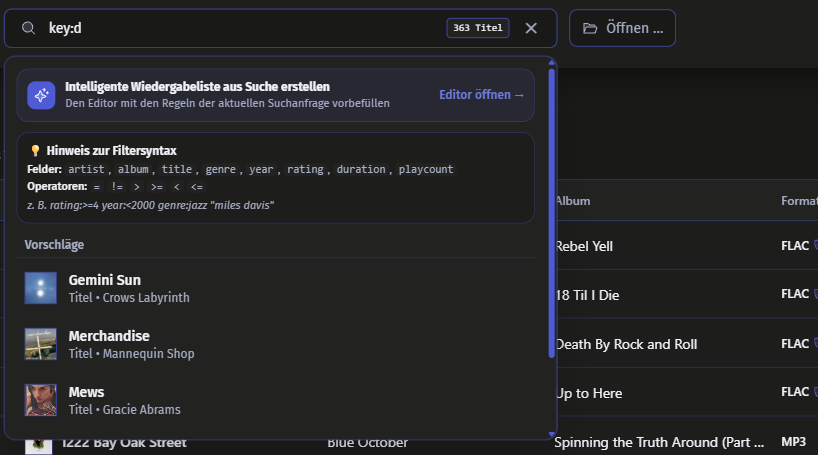 key:d
363 Titel
Öffnen ...
Intelligente Wiedergabeliste aus Suche erstellen
Den Editor mit den Regeln der aktuellen Suchanfrage vorbefüllen
Editor öffnen →
Hinweis zur Filtersyntax
Felder: artist, album, title, genre, year, rating, duration, playcount
Operatoren: = != > >= < <=
z. B. rating:>=4 year:<2000 genre:jazz "miles davis"
Vorschläge
Gemini Sun
Titel • Crows Labyrinth
Merchandise
Titel • Mannequin Shop
Mews
Titel • Gracie Abrams
Album Format
Rebel Yell FLAC
18 Til I Die FLAC
Death By Rock and Roll FLAC
Up to Here FLAC
1222 Bay Oak Street Blue October Spinning the Truth Around (Part ... MP3